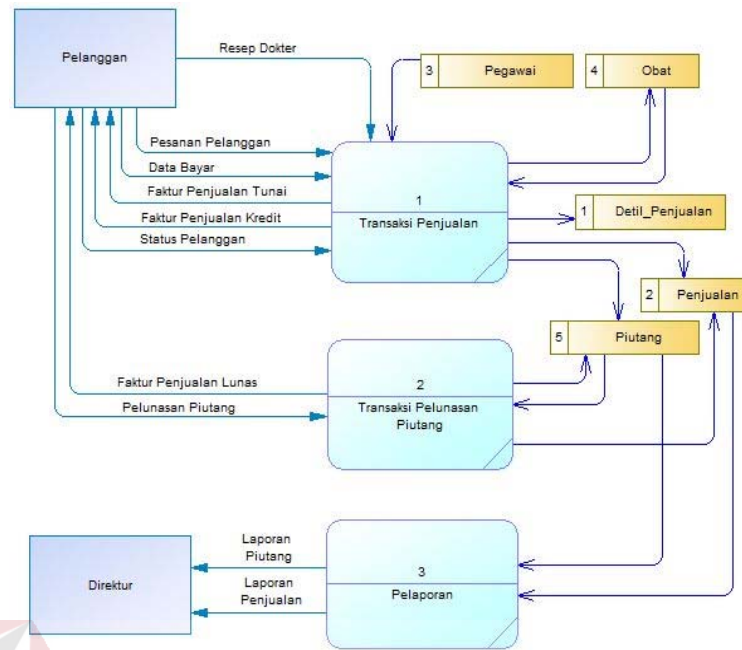 Pelanggan
Resep Dokter
3 Pegawai
4 Obat
Pesanan Pelanggan
Data Bayar
Faktur Penjualan Tunai
Faktur Penjualan Kredit
Status Pelanggan
1
Transaksi Penjualan
1 Detil_Penjualan
2 Penjualan
5 Piutang
Faktur Penjualan Lunas
Pelunasan Piutang
2
Transaksi Pelunasan
Piutang
Direktur
Laporan
Piutang
Laporan
Penjualan
3
Pelaporan